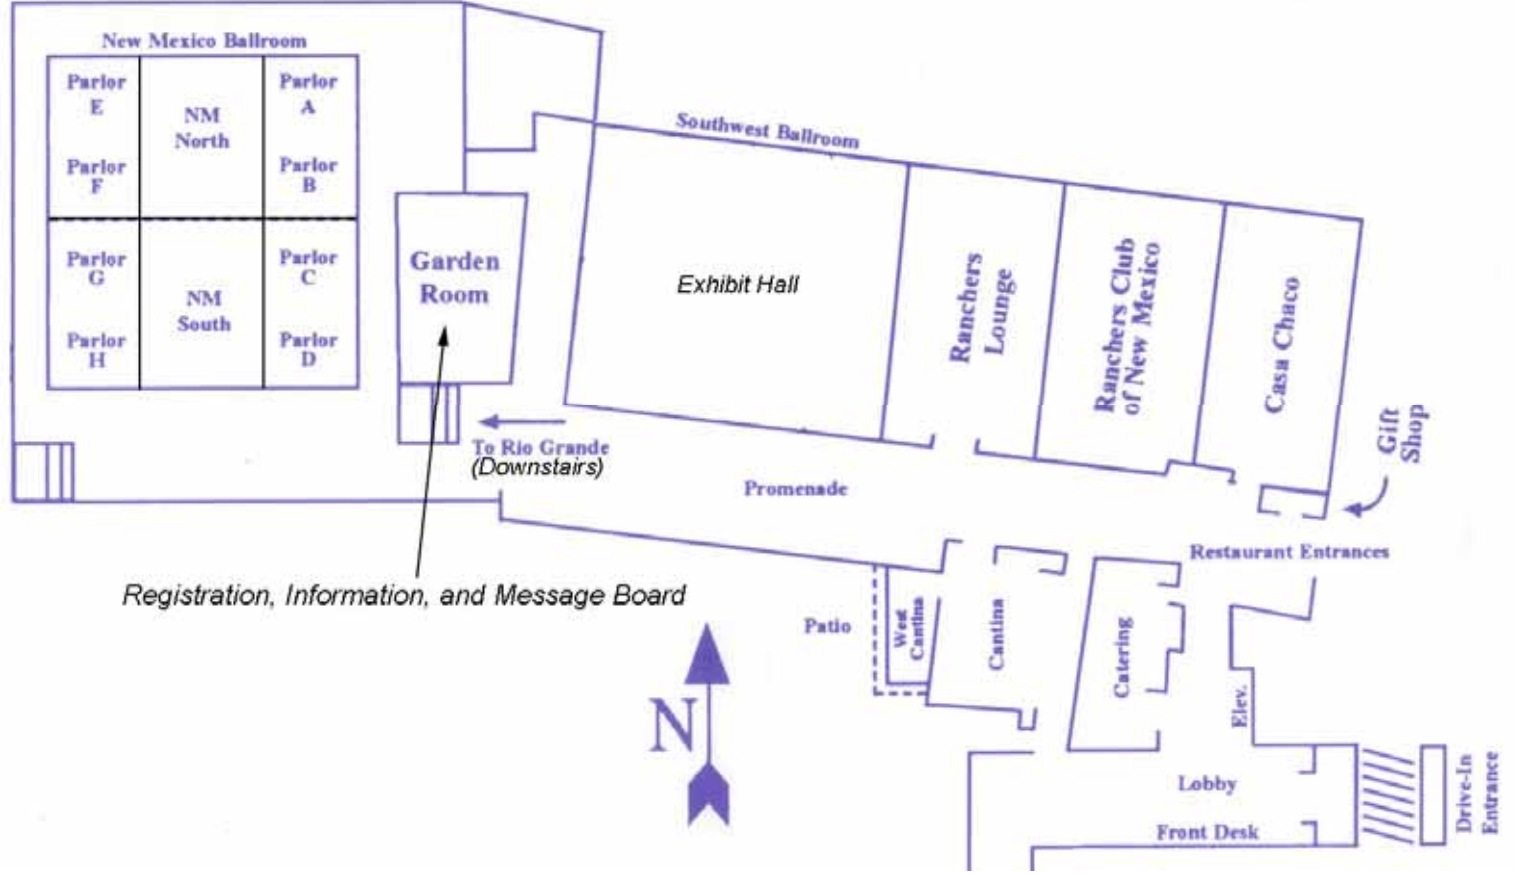 New Mexico Ballroom
Parlor
E
NM
North
Parlor
A
Parlor
F
Parlor
B
Parlor
G
NM
South
Parlor
C
Parlor
H
Parlor
D
Garden
Room
Southwest Ballroom
Exhibit Hall
Ranchers
Lounge
Ranchers Club
of New Mexico
Casa Chaco
Gift
Shop
To Rio Grande
(Downstairs)
Promenade
Restaurant Entrances
Registration, Information, and Message Board
Patio
West
Cantina
Cantina
Catering
Elev.
N
Lobby
Front Desk
Drive-In
Entrance